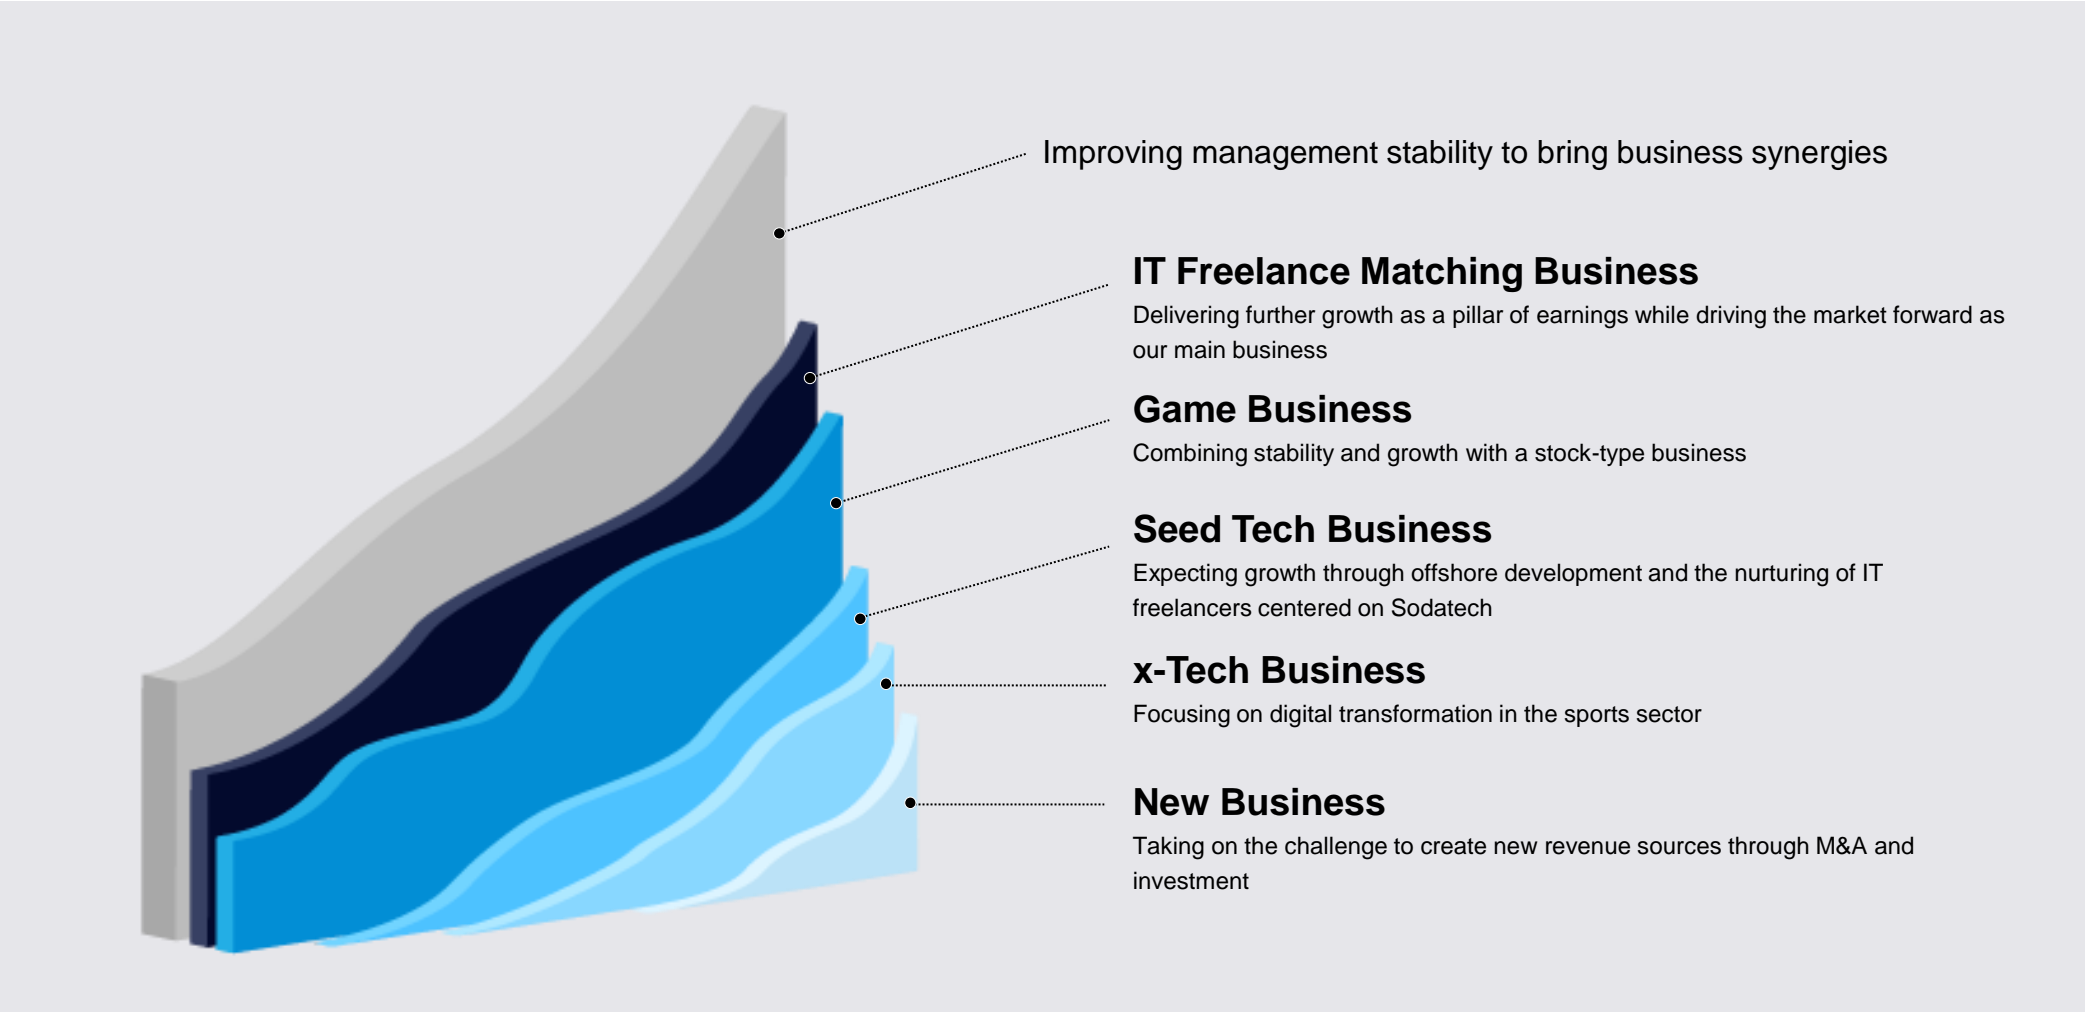 Improving management stability to bring business synergies
IT Freelance Matching Business
Delivering further growth as a pillar of earnings while driving the market forward as
our main business
Game Business
Combining stability and growth with a stock-type business
Seed Tech Business
Expecting growth through offshore development and the nurturing of IT
freelancers centered on Sodatech
x-Tech Business
Focusing on digital transformation in the sports sector
New Business
Taking on the challenge to create new revenue sources through M&A and
investment